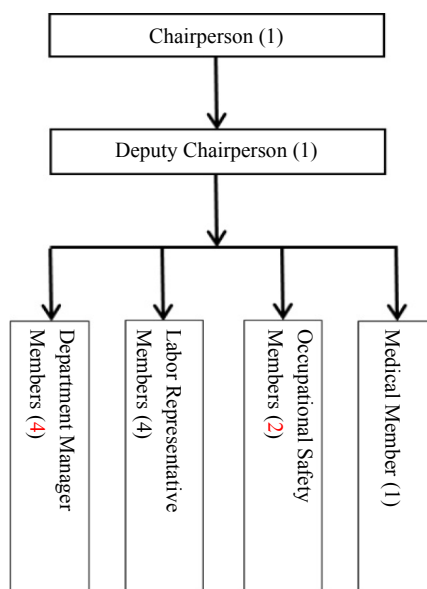 Chairperson (1)
Deputy Chairperson (1)
Department Manager
Members (4)
Labor Representative
Members (4)
Occupational Safety
Members (2)
Medical Member (1)